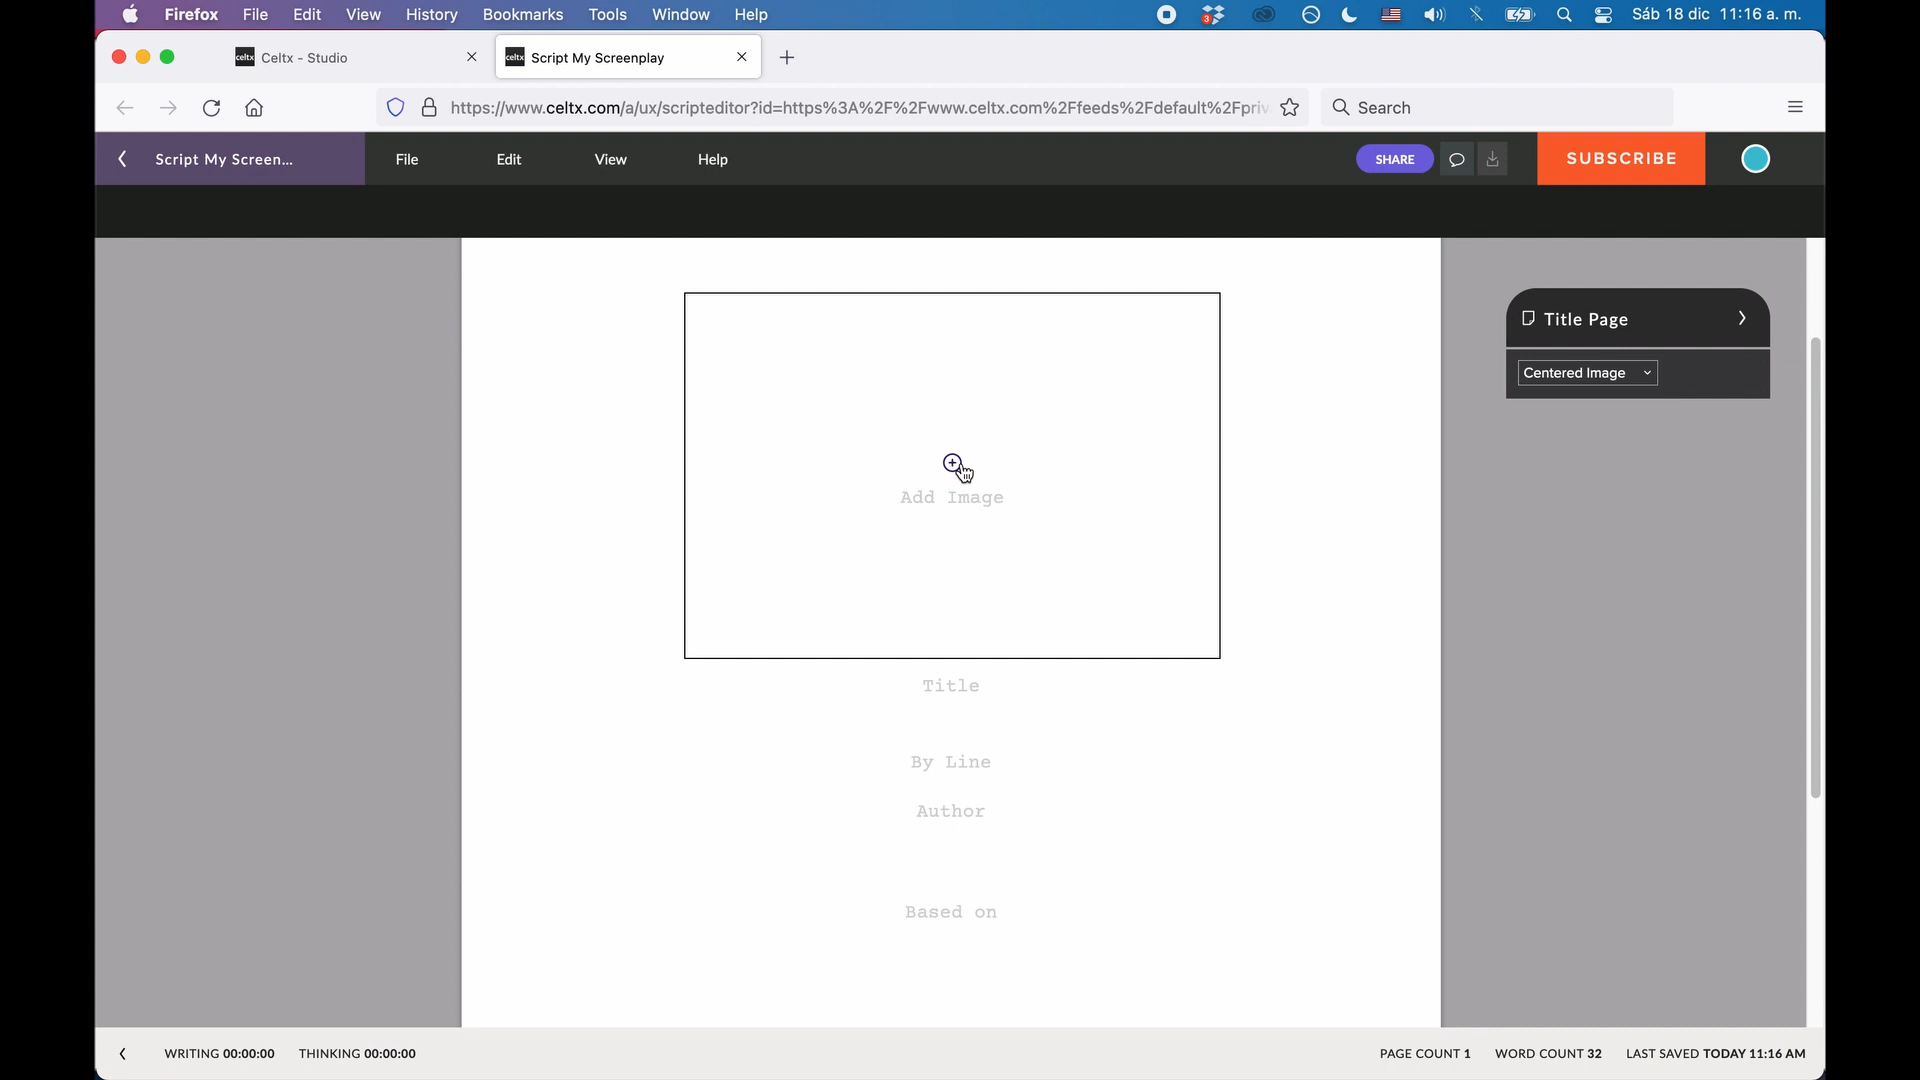 Firefox File Edit View History Bookmarks Tools Window Help
3
Sáb 18 dic 11:16 a. m.
celtx Celtx - Studio
celtx Script My Screenplay
https://www.celtx.com/a/ux/scripteditor?id=https%3A%2F%2Fwww.celtx.com%2Ffeeds%2Fdefault%2Fpriv
Search
Script My Screen...
File Edit View Help
SHARE
SUBSCRIBE
Title Page
Centered Image
Add Image
Title
By Line
Author
Based on
WRITING 00:00:00 THINKING 00:00:00
PAGE COUNT 1 WORD COUNT 32 LAST SAVED TODAY 11:16 AM